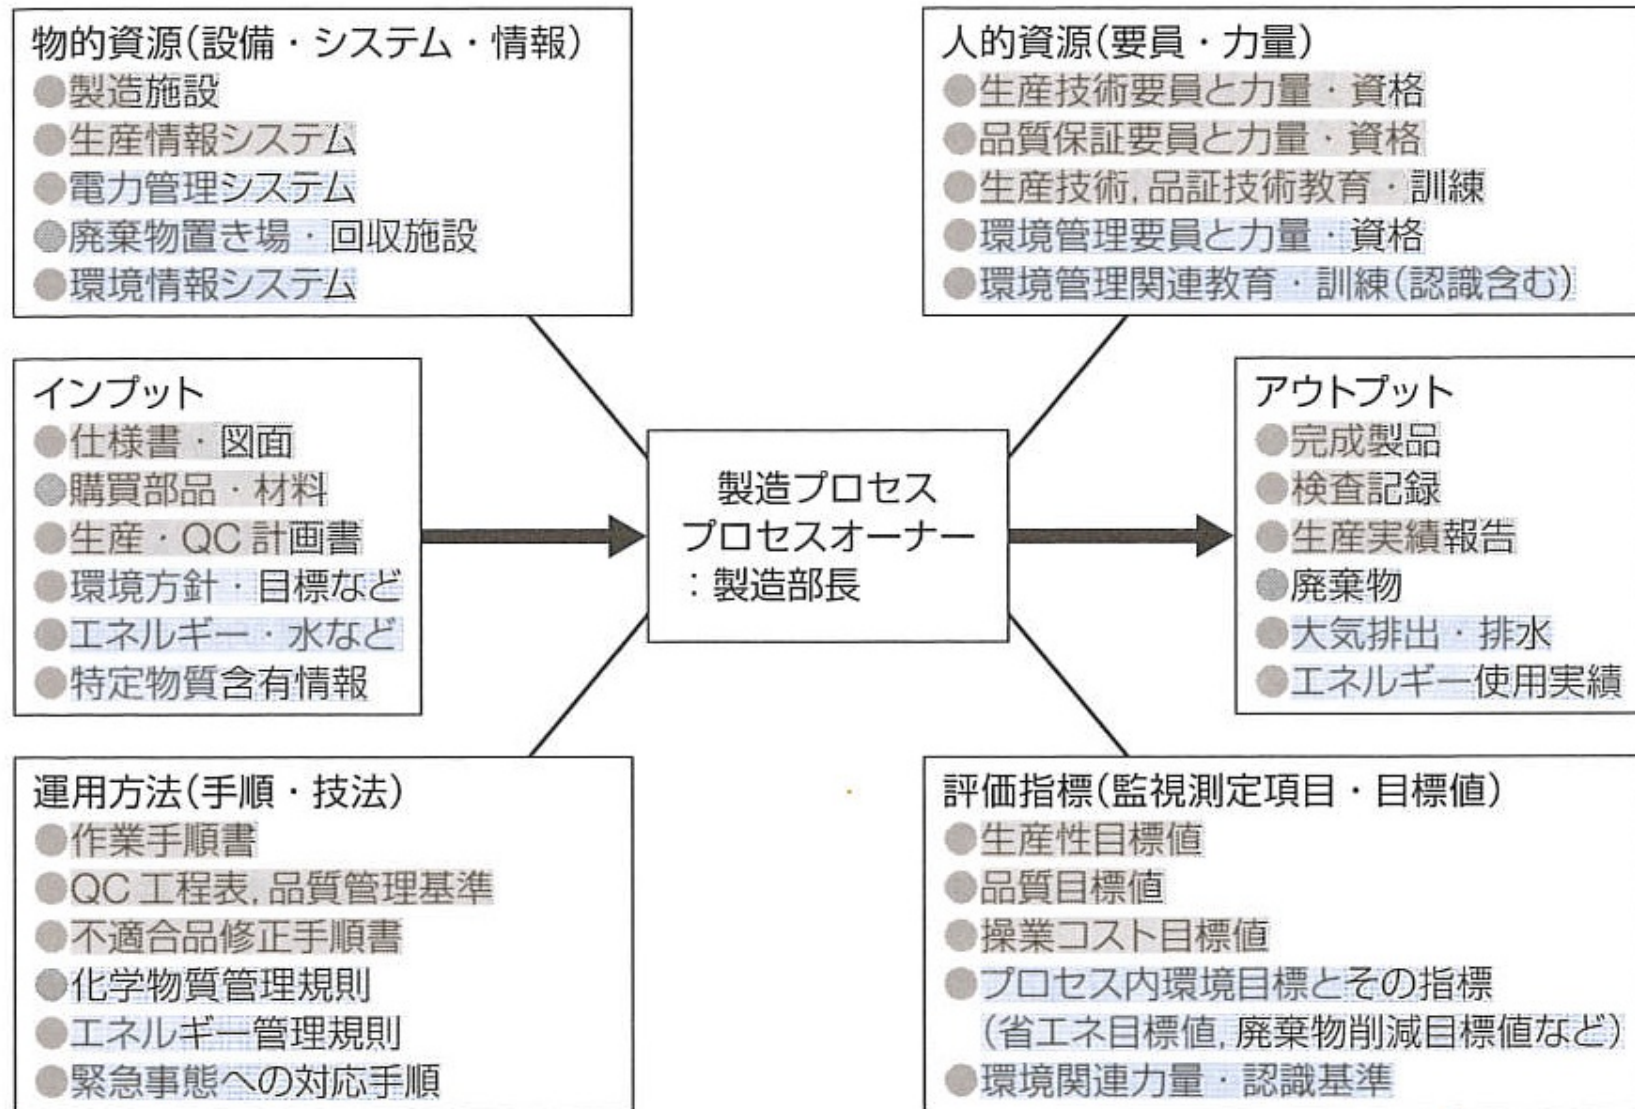 物的資源(設備・システム・情報)
●製造施設
●生産情報システム
●電力管理システム
●廃棄物置き場・回収施設
●環境情報システム
人的資源(要員・力量)
●生産技術要員と力量・資格
●品質保証要員と力量・資格
●生産技術,品証技術教育・訓練
●環境管理要員と力量・資格
●環境管理関連教育・訓練(認識含む)
インプット
●仕様書・図面
●購買部品・材料
●生産・QC計画書
●環境方針・目標など
●エネルギー・水など
●特定物質含有情報
製造プロセス
プロセスオーナー
:製造部長
アウトプット
●完成製品
●検査記録
●生産実績報告
●廃棄物
●大気排出・排水
●エネルギー使用実績
運用方法(手順・技法)
●作業手順書
●QC工程表,品質管理基準
●不適合品修正手順書
●化学物質管理規則
●エネルギー管理規則
●緊急事態への対応手順
評価指標(監視測定項目・目標値)
●生産性目標値
●品質目標値
●操業コスト目標値
●プロセス内環境目標とその指標
(省エネ目標値,廃棄物削減目標値など)
●環境関連力量・認識基準